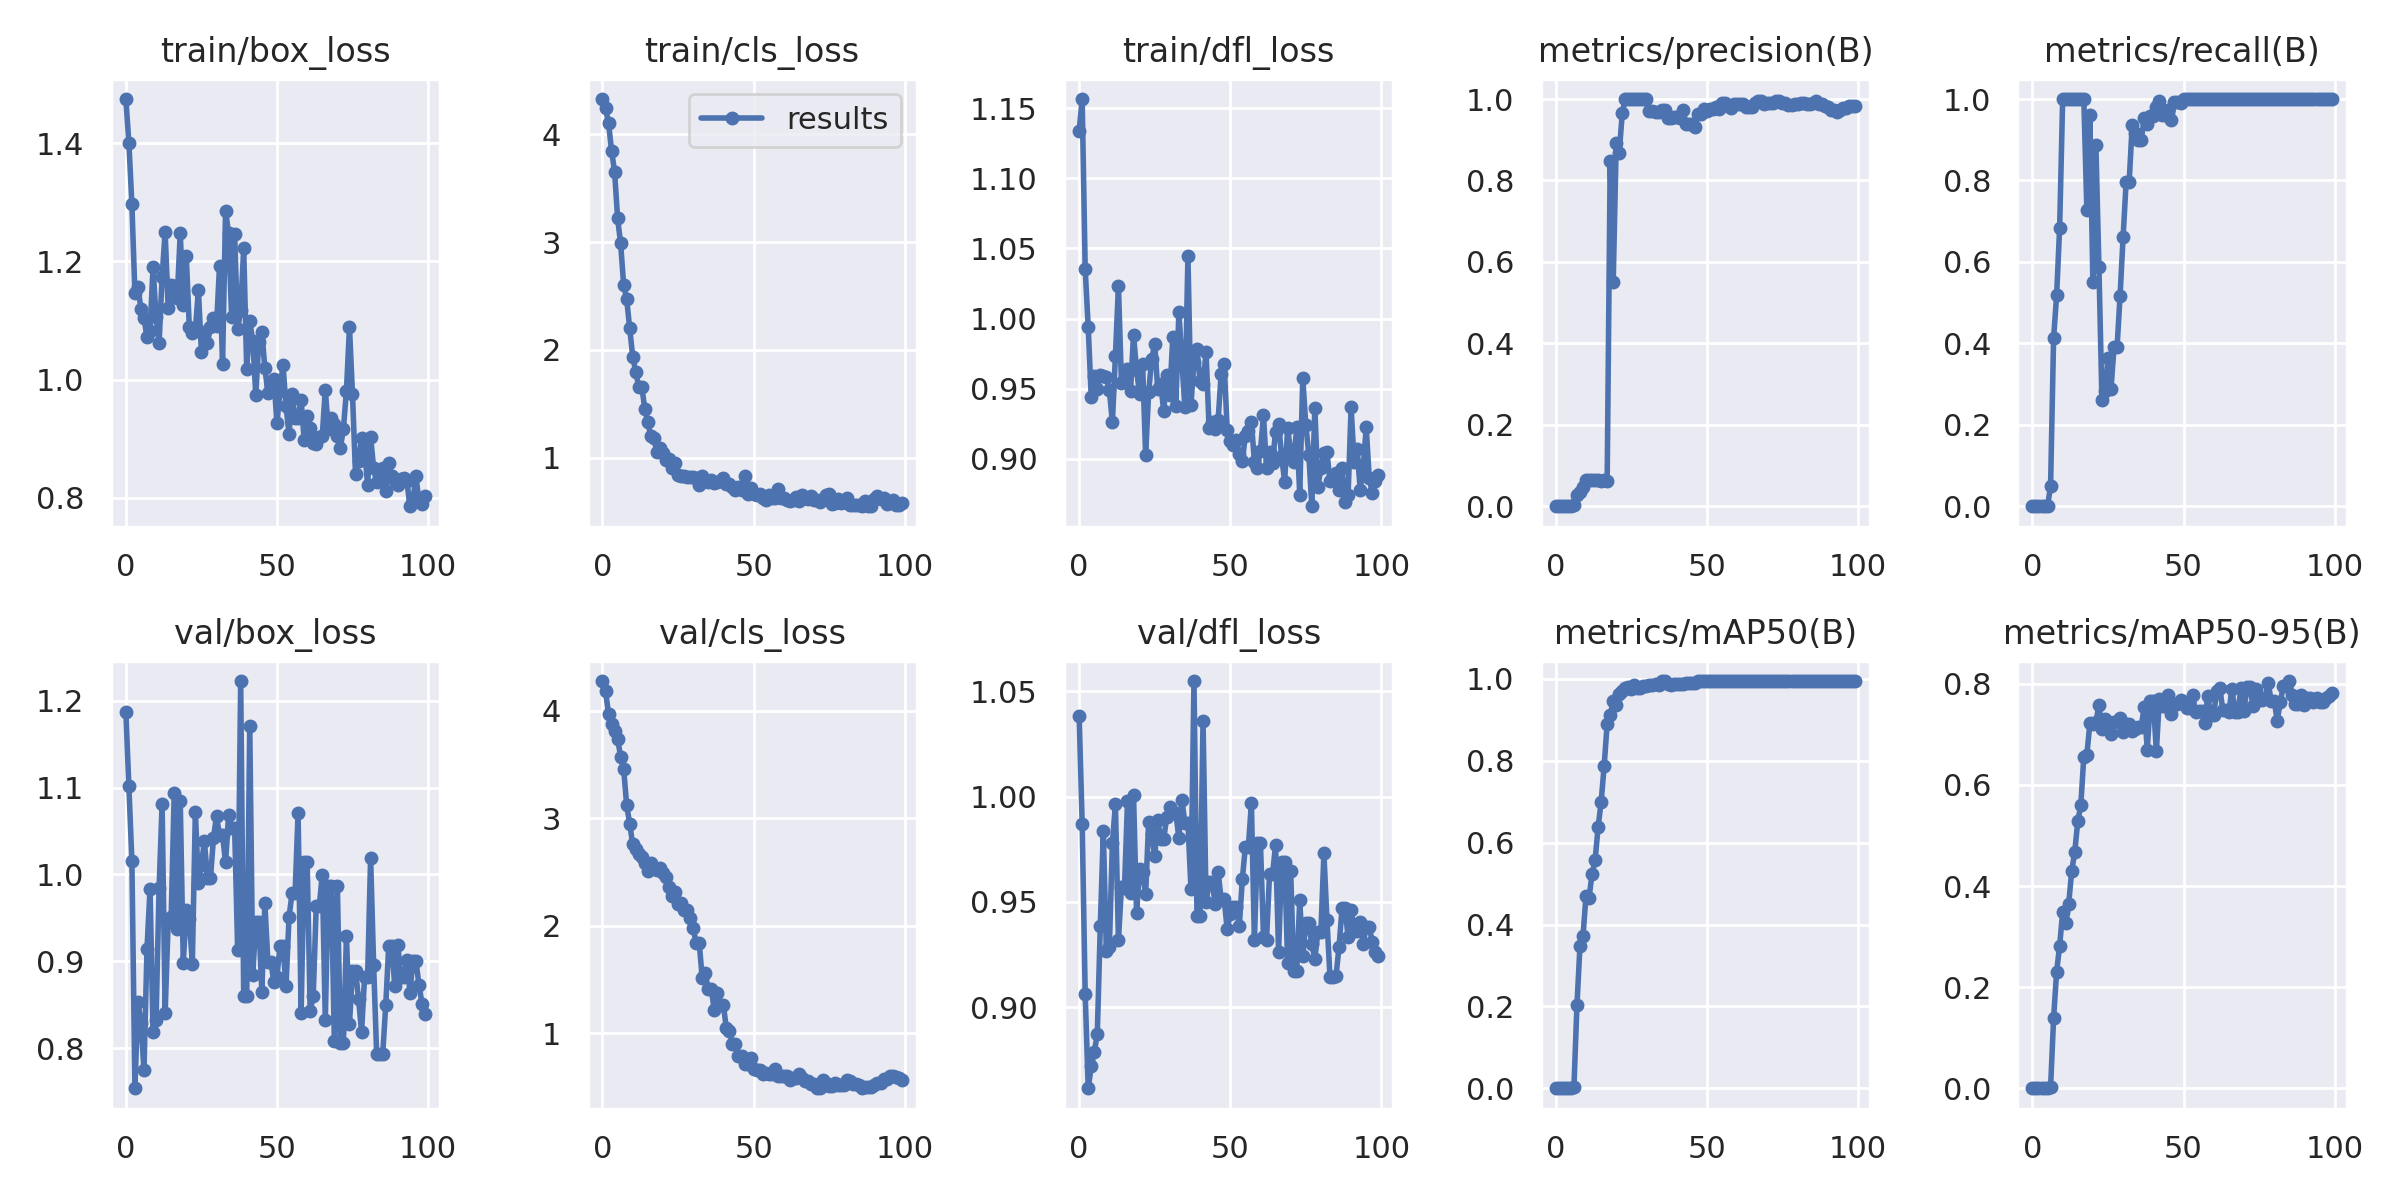 train/box_loss
1.4
1.2
1.0
0.8
0 50 100
train/cls_loss
results
4
3
2
1
0 50 100
train/dfl_loss
1.15
1.10
1.05
1.00
0.95
0.90
0 50 100
metrics/precision(B)
1.0
0.8
0.6
0.4
0.2
0.0
0 50 100
metrics/recall(B)
1.0
0.8
0.6
0.4
0.2
0.0
0 50 100
val/box_loss
1.2
1.1
1.0
0.9
0.8
0 50 100
val/cls_loss
4
3
2
1
0 50 100
val/dfl_loss
1.05
1.00
0.95
0.90
0 50 100
metrics/mAP50(B)
1.0
0.8
0.6
0.4
0.2
0.0
0 50 100
metrics/mAP50-95(B)
0.8
0.6
0.4
0.2
0.0
0 50 100